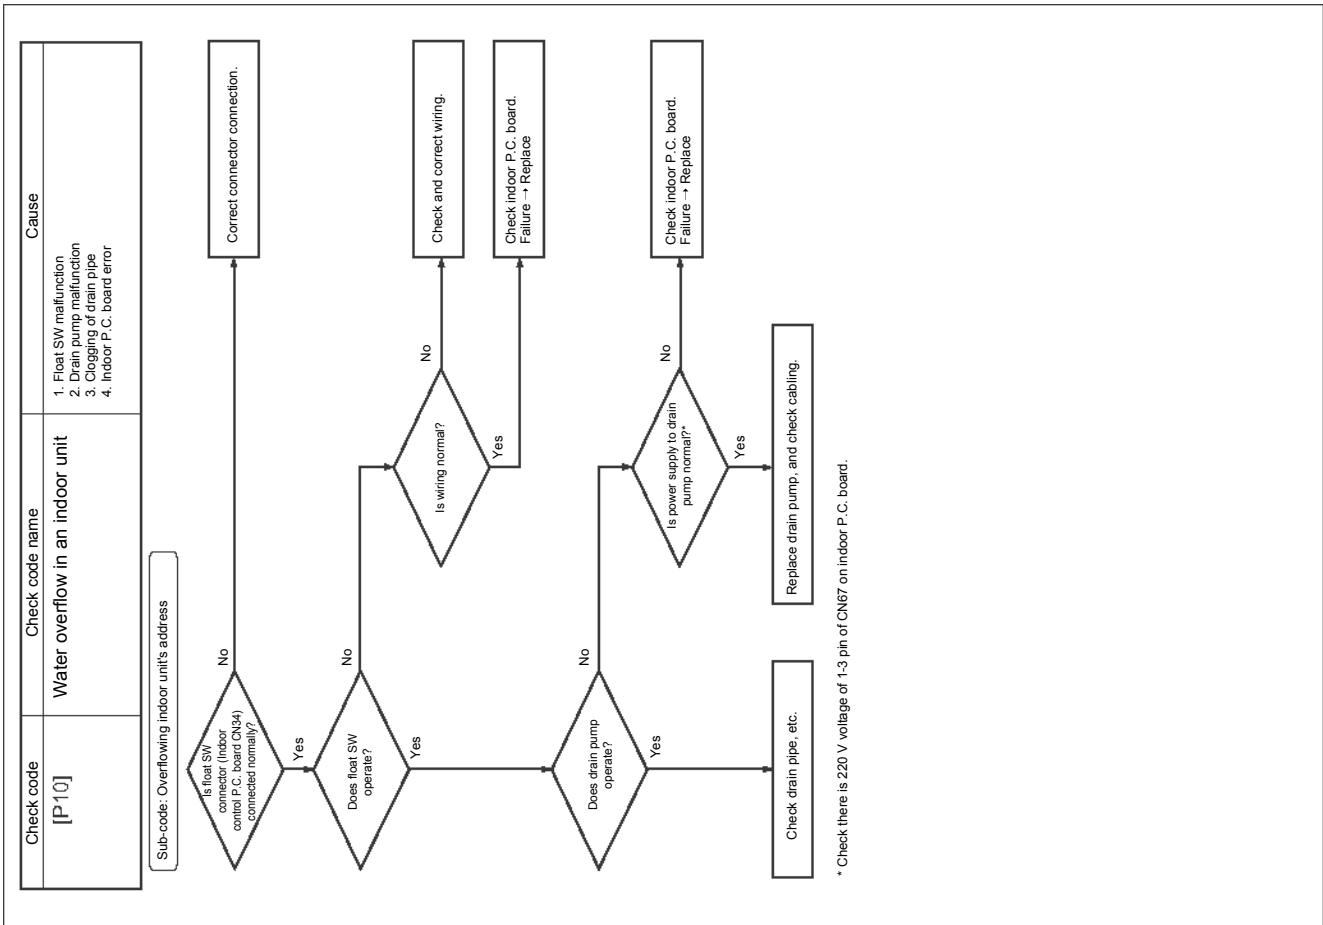 Check code
Check code name
Cause
[P10]
Water overflow in an indoor unit
1. Float SW malfunction
2. Drain pump malfunction
3. Clogging of drain pipe
4. Indoor P.C. board error
Sub-code: Overflowing indoor unit's address
Is float SW
connector (Indoor
control P.C. board CN34)
connected normally?
No
Correct connector connection.
Yes
Does float SW
operate?
No
Is wiring normal?
No
Check and correct wiring.
Yes
Check indoor P.C. board.
Failure → Replace
Yes
Does drain pump
operate?
No
Is power supply to drain
pump normal?*
No
Check indoor P.C. board.
Failure → Replace
Yes
Replace drain pump, and check cabling.
Yes
Check drain pipe, etc.
* Check there is 220 V voltage of 1-3 pin of CN67 on indoor P.C. board.